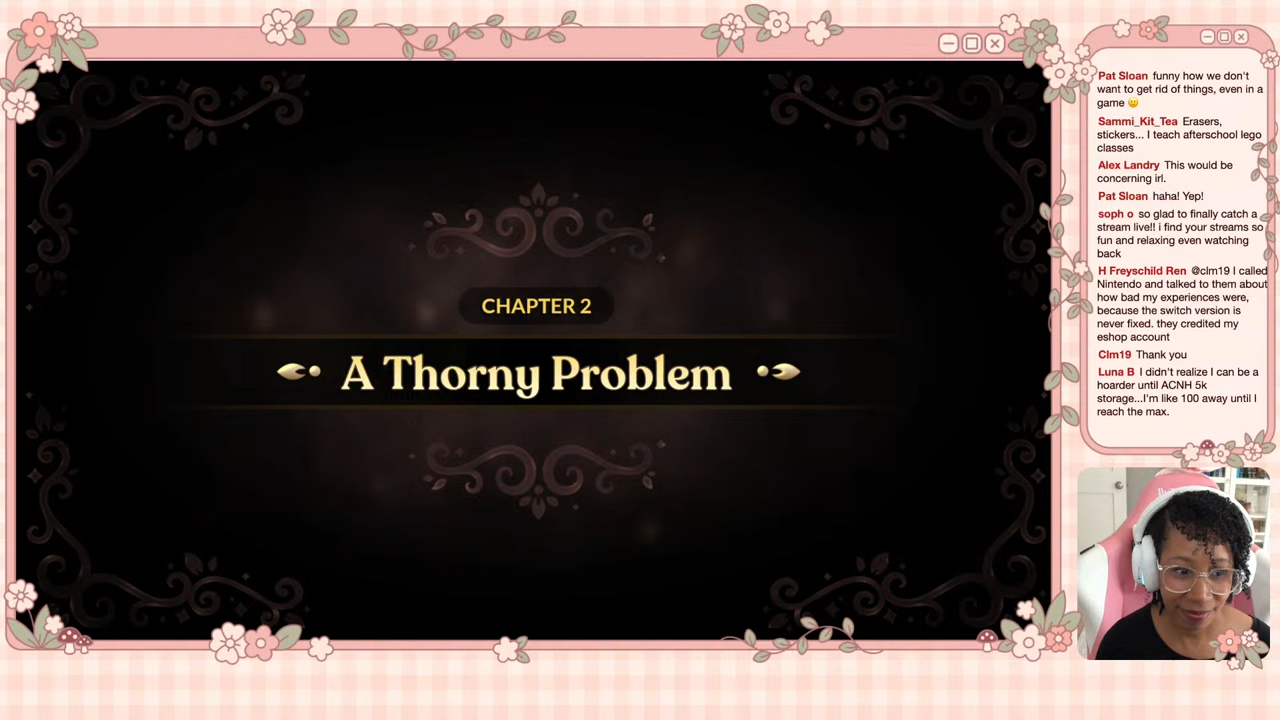 CHAPTER 2
A Thorny Problem
Pat Sloan funny how we don't
want to get rid of things, even in a
game
Sammi_Kit_Tea Erasers,
stickers... I teach afterschool lego
classes
Alex Landry This would be
concerning irl.
Pat Sloan haha! Yep!
soph o so glad to finally catch a
stream live!! i find your streams so
fun and relaxing even watching
back
H Freyschild Ren @clm19 I called
Nintendo and talked to them about
how bad my experiences were,
because the switch version is
never fixed. they credited my
eshop account
Clm19 Thank you
Luna B I didn't realize I can be a
hoarder until ACNH 5k
storage...I'm like 100 away until I
reach the max.